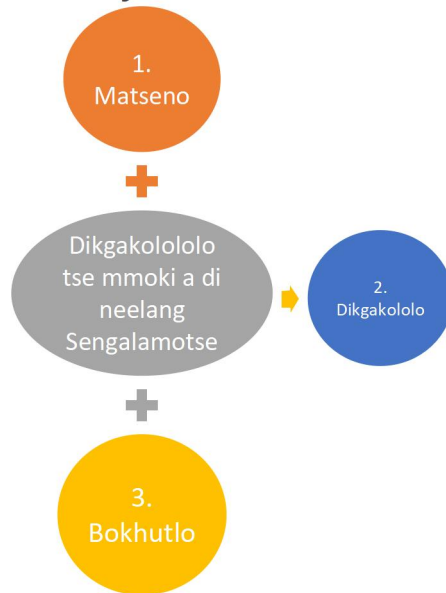 1.
Matseno
Dikgakolololo
tse mmoki a di
neelang
Sengalamotse
2.
Dikgakololo
3.
Bokhutlo